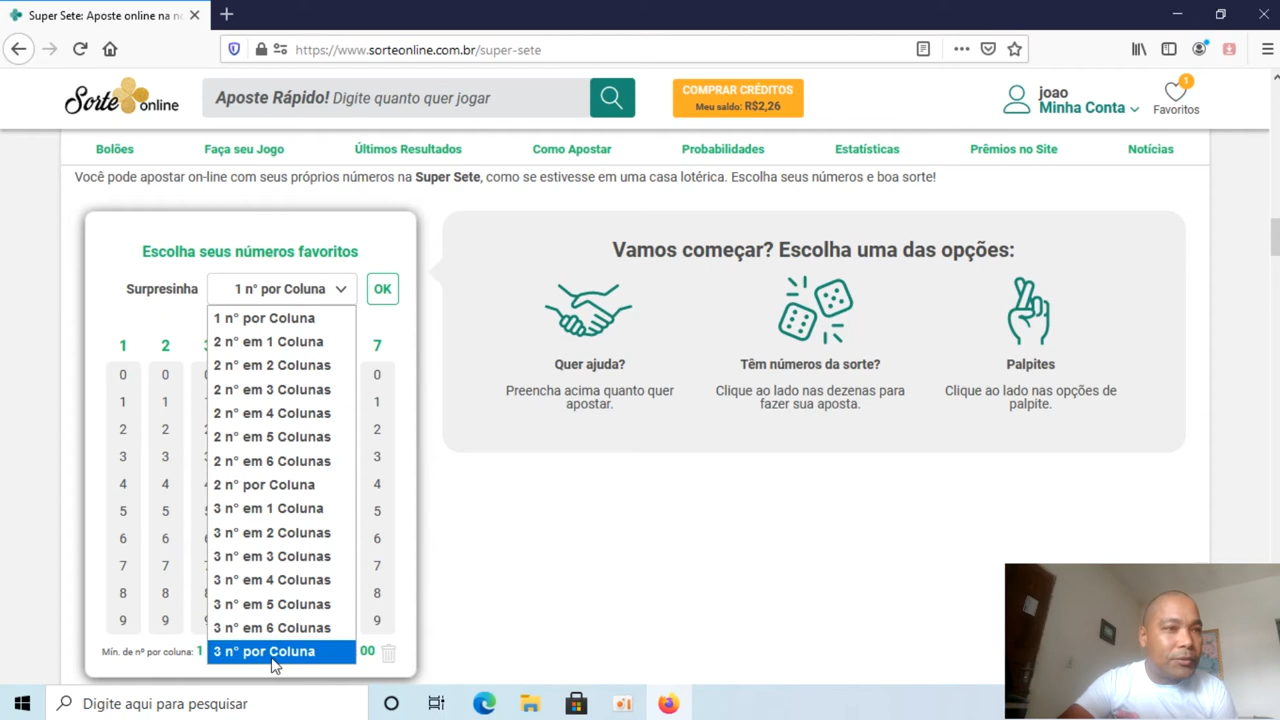 Super Sete: Aposte online na no
https://www.sorteonline.com.br/super-sete
Sorte online
Aposte Rápido! Digite quanto quer jogar
COMPRAR CRÉDITOS
Meu saldo: R$2,26
joao
Minha Conta
1
Favoritos
Bolões
Faça seu Jogo
Últimos Resultados
Como Apostar
Probabilidades
Estatísticas
Prêmios no Site
Notícias
Você pode apostar on-line com seus próprios números na Super Sete, como se estivesse em uma casa lotérica. Escolha seus números e boa sorte!
Escolha seus números favoritos
Surpresinha
1 n° por Coluna
OK
1 n° por Coluna
2 n° em 1 Coluna
2 n° em 2 Colunas
2 n° em 3 Colunas
2 n° em 4 Colunas
2 n° em 5 Colunas
2 n° em 6 Colunas
2 n° por Coluna
3 n° em 1 Coluna
3 n° em 2 Colunas
3 n° em 3 Colunas
3 n° em 4 Colunas
3 n° em 5 Colunas
3 n° em 6 Colunas
3 n° por Coluna
1 2 7
0 0 0
1 1 1
2 2 2
3 3 3
4 4 4
5 5 5
6 6 6
7 7 7
8 8 8
9 9 9
Mín. de nº por coluna: 1
00
Vamos começar? Escolha uma das opções:
Quer ajuda?
Preencha acima quanto quer
apostar.
Têm números da sorte?
Clique ao lado nas dezenas para
fazer sua aposta.
Palpites
Clique ao lado nas opções de
palpite.
Digite aqui para pesquisar